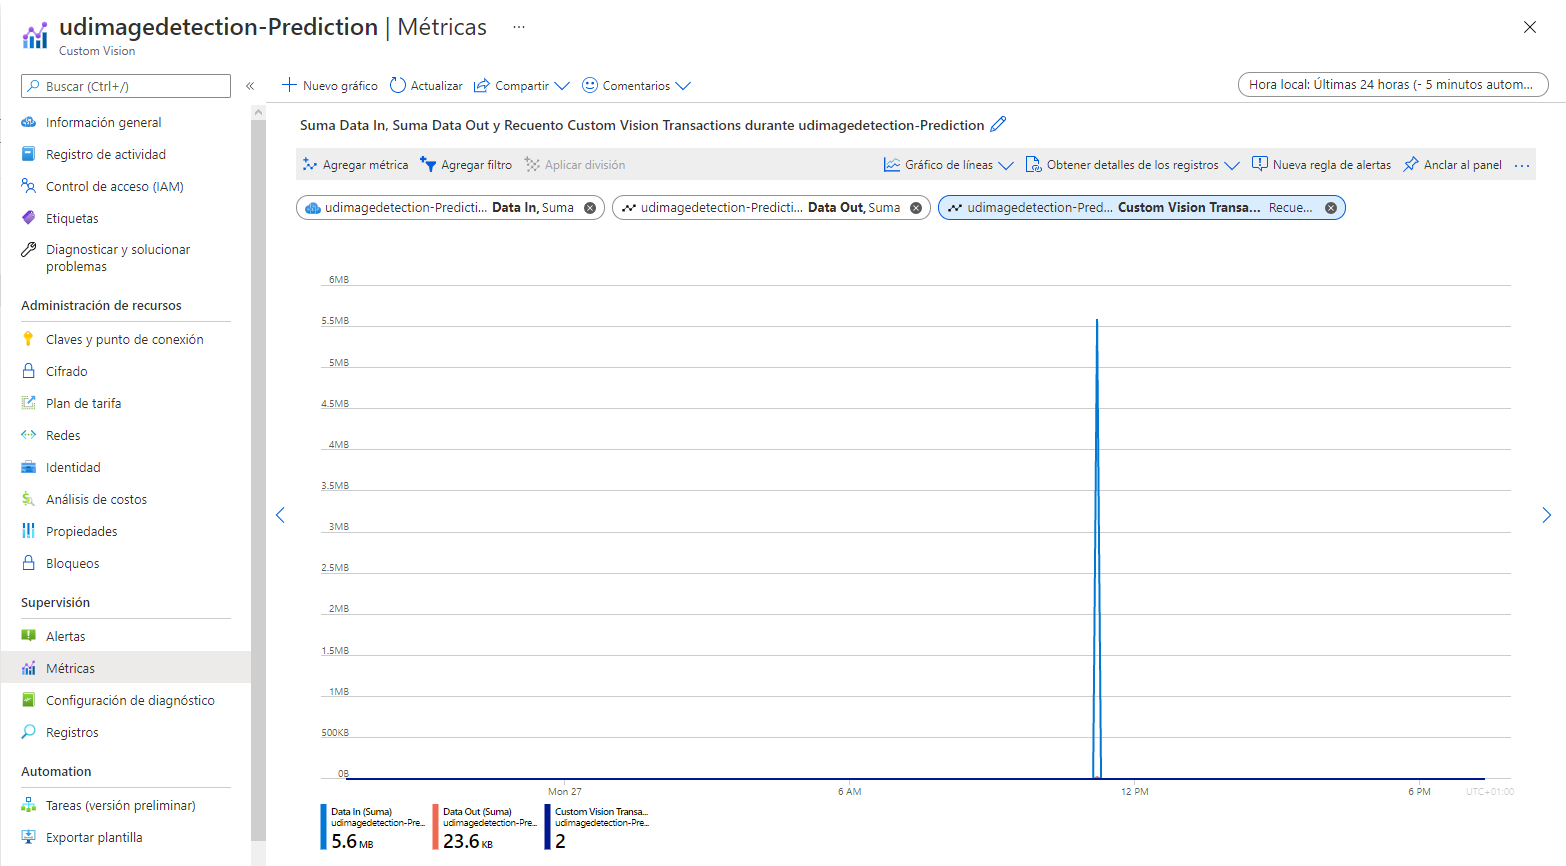 udimagedetection-Prediction | Métricas ...
Custom Vision
Buscar (Ctrl+/)
«
Información general
Registro de actividad
Control de acceso (IAM)
Etiquetas
Diagnosticar y solucionar
problemas
Administración de recursos
Claves y punto de conexión
Cifrado
Plan de tarifa
Redes
Identidad
Análisis de costos
Propiedades
Bloqueos
Supervisión
Alertas
Métricas
Configuración de diagnóstico
Registros
Automation
Tareas (versión preliminar)
Exportar plantilla
Nuevo gráfico Actualizar Compartir Comentarios
Hora local: Últimas 24 horas (- 5 minutos autom...
Suma Data In, Suma Data Out y Recuento Custom Vision Transactions durante udimagedetection-Prediction
Agregar métrica Agregar filtro Aplicar división Gráfico de líneas Obtener detalles de los registros Nueva regla de alertas Anclar al panel ...
udimagedetection-Predicti... Data In, Suma
udimagedetection-Predicti... Data Out, Suma
udimagedetection-Pred... Custom Vision Transa... Recue...
6MB
5.5MB
5MB
4.5MB
4MB
3.5MB
3MB
2.5MB
2MB
1.5MB
1MB
500KB
0B
Mon 27 6 AM 12 PM 6 PM UTC+01:00
Data In (Suma)
udimagedetection-Pre...
5.6 MB
Data Out (Suma)
udimagedetection-Pre...
23.6 KB
Custom Vision Transa...
udimagedetection-Pre...
2